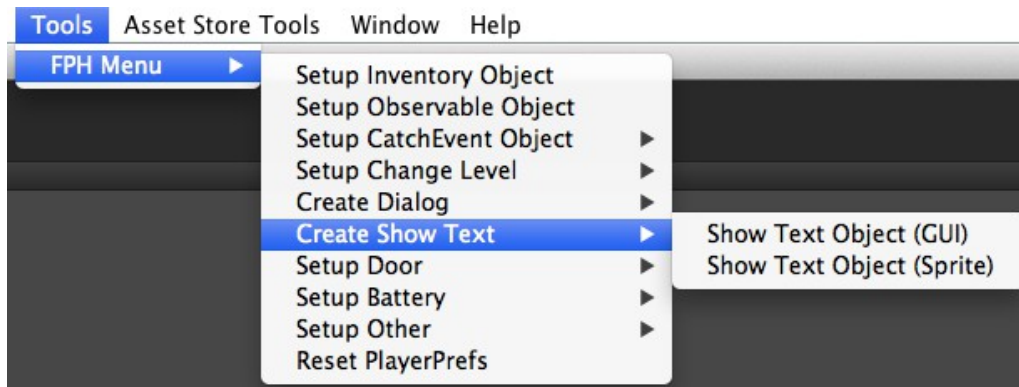 Tools Asset Store Tools Window Help
FPH Menu
Setup Inventory Object
Setup Observable Object
Setup CatchEvent Object
Setup Change Level
Create Dialog
Create Show Text
Show Text Object (GUI)
Show Text Object (Sprite)
Setup Door
Setup Battery
Setup Other
Reset PlayerPrefs